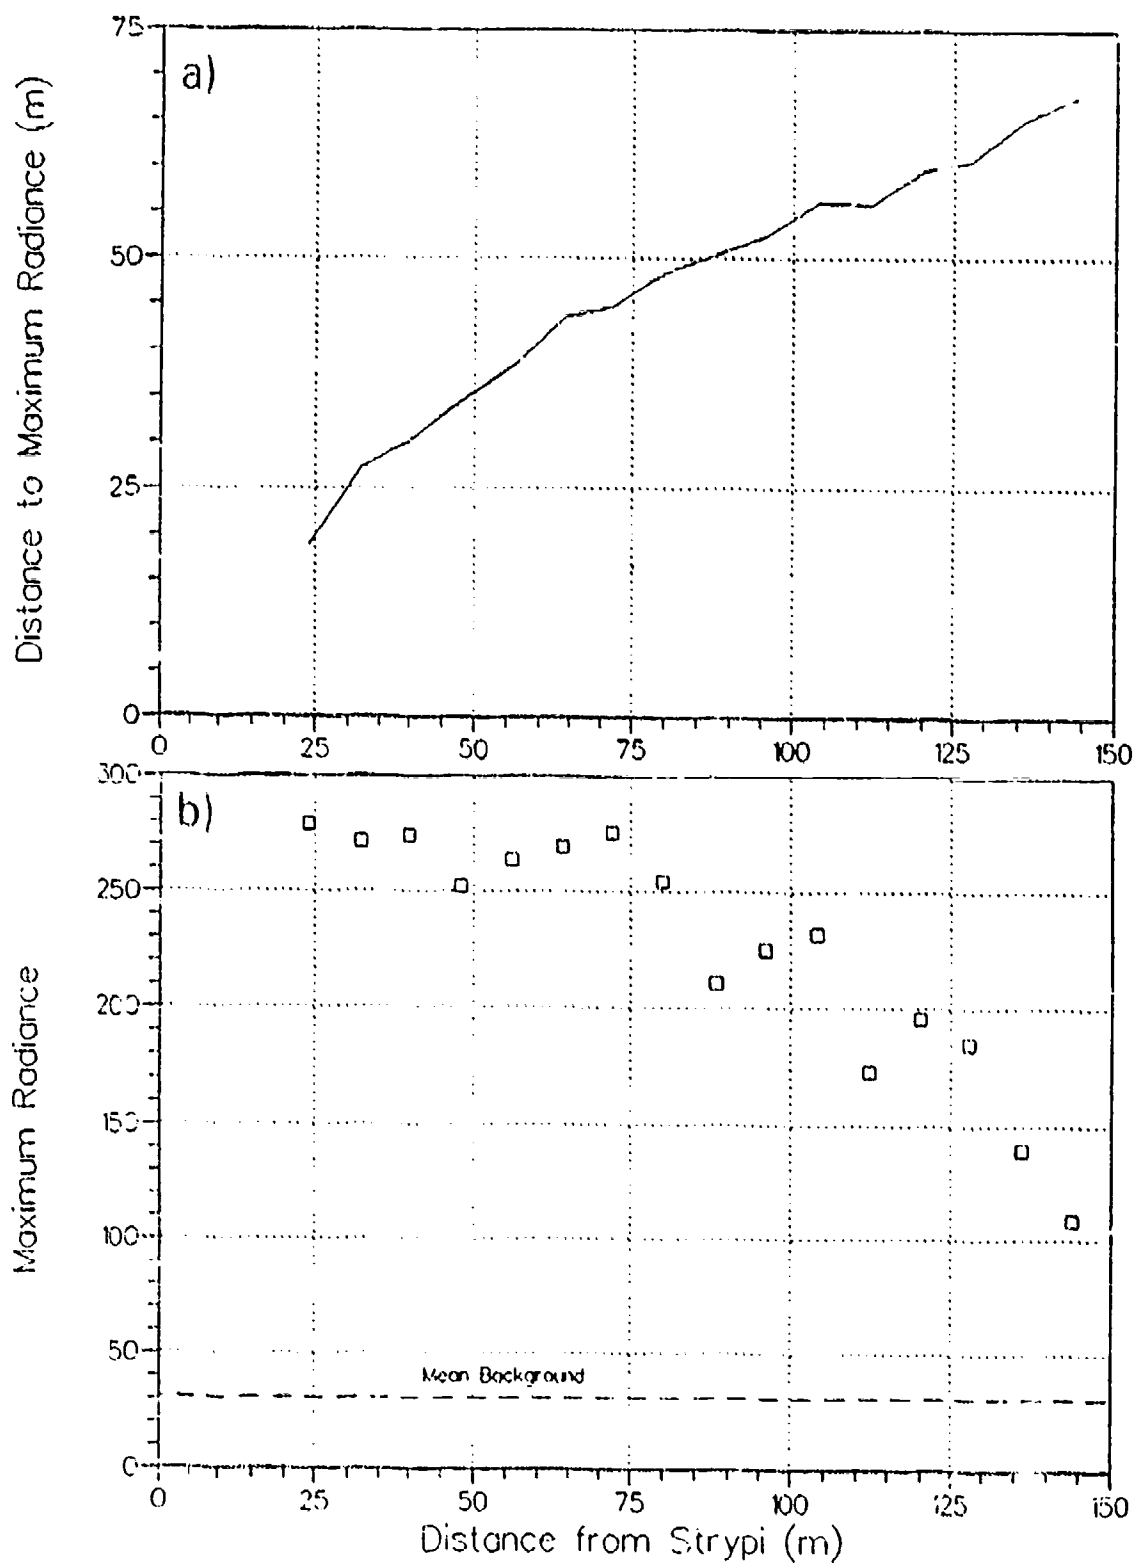 75
a)
Distance to Maximum Radiance (m)
50
25
0
0 25 50 75 100 125 150
300
b)
250
200
Maximum Radiance
150
100
50
Mean Background
0
0 25 50 75 100 125 150
Distance from Strypi (m)